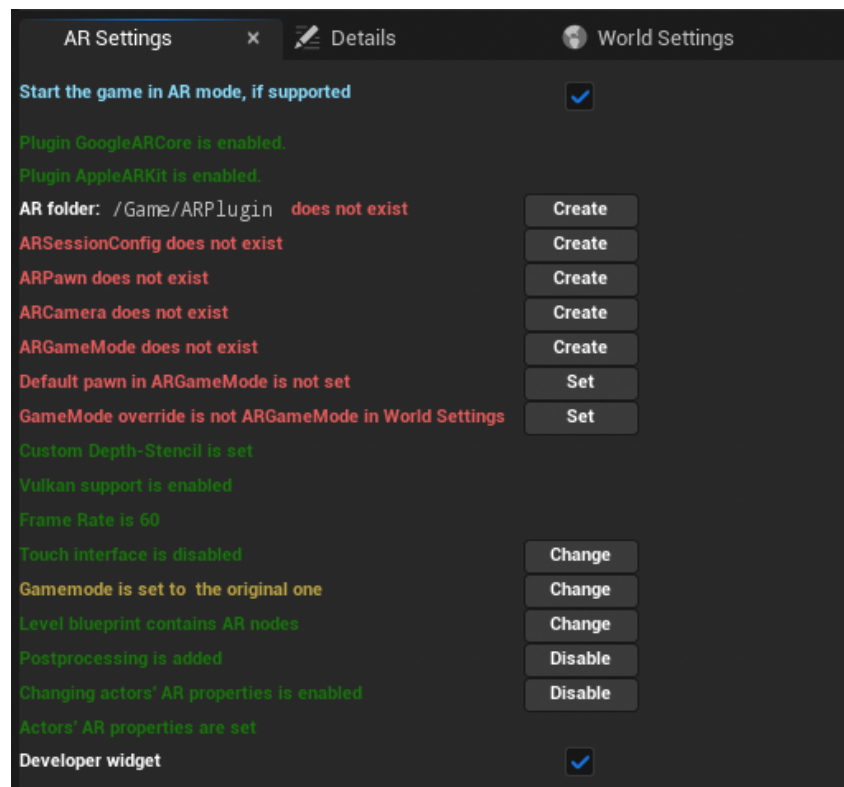 AR Settings × Details World Settings
Start the game in AR mode, if supported
Plugin GoogleARCore is enabled.
Plugin AppleARKit is enabled.
AR folder: /Game/ARPlugin does not exist Create
ARSessionConfig does not exist Create
ARPawn does not exist Create
ARCamera does not exist Create
ARGameMode does not exist Create
Default pawn in ARGameMode is not set Set
GameMode override is not ARGameMode in World Settings Set
Custom Depth-Stencil is set
Vulkan support is enabled
Frame Rate is 60
Touch interface is disabled Change
Gamemode is set to  the original one Change
Level blueprint contains AR nodes Change
Postprocessing is added Disable
Changing actors' AR properties is enabled Disable
Actors' AR properties are set
Developer widget